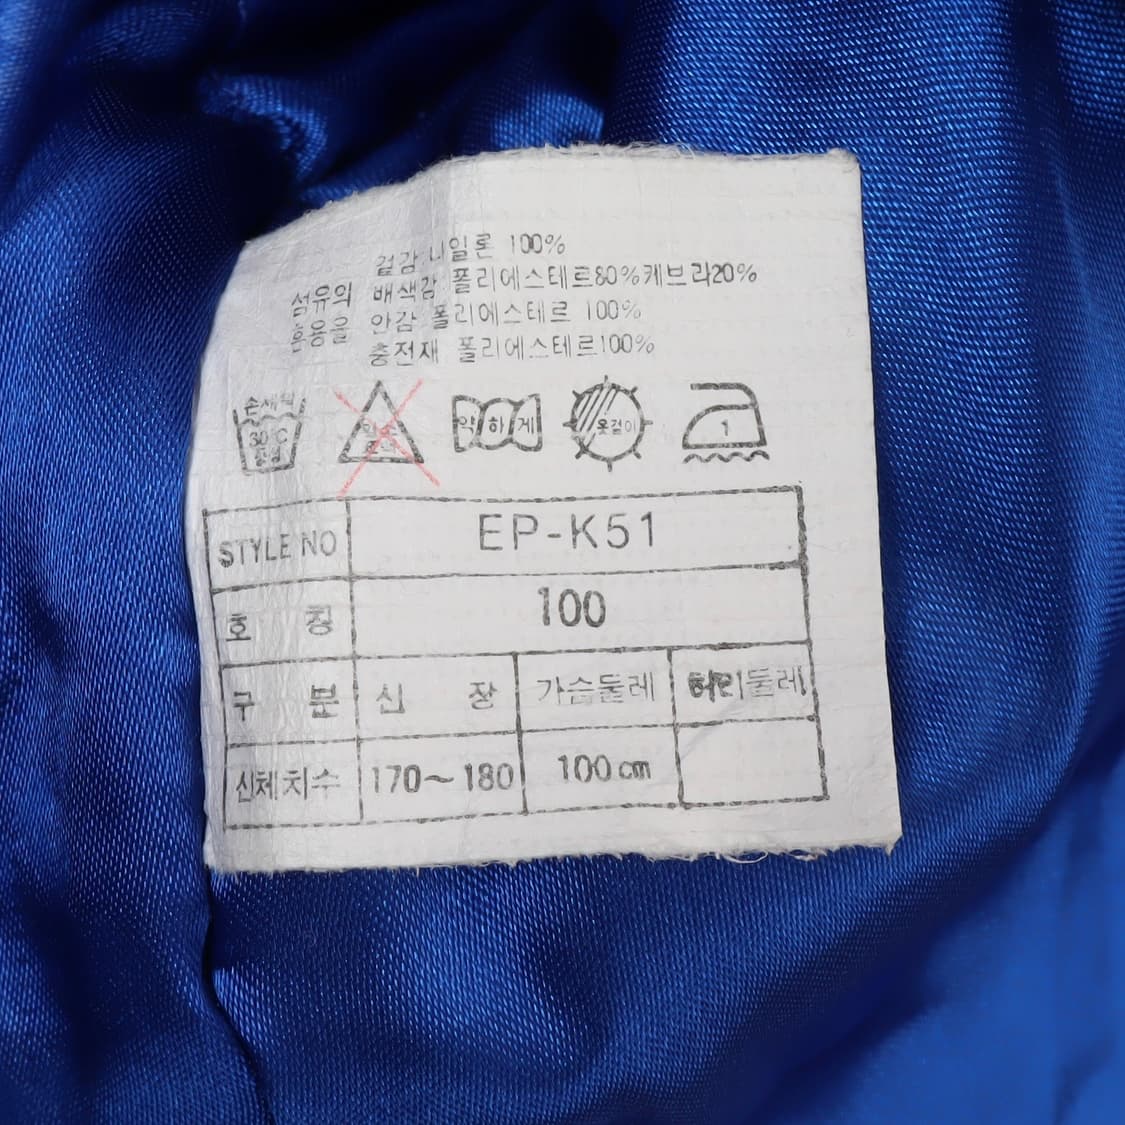 겉감 나일론 100%
섬유의 배색감 폴리에스테르80%케브라20%
혼용율 안감 폴리에스테르 100%
충전재 폴리에스테르100%
손세탁 30°C 중성
약하게
옷걸이
1
STYLE NO EP-K51
호 칭 100
구 분 신 장 가슴둘레 허리둘레
신체치수 170~180 100cm